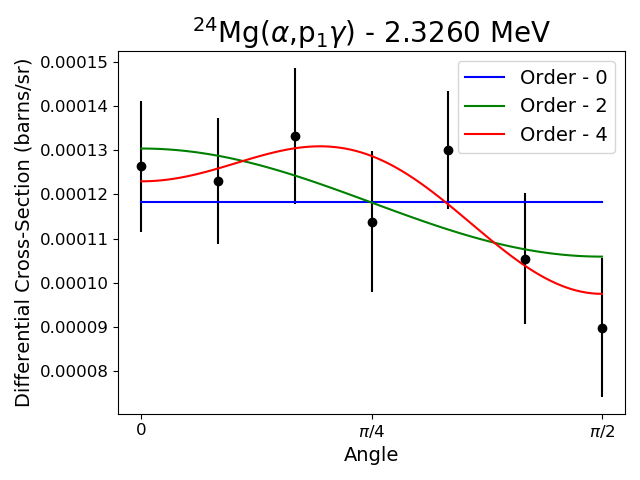 ²⁴Mg(α,p₁γ) - 2.3260 MeV
Differential Cross-Section (barns/sr)
0.00015
0.00014
0.00013
0.00012
0.00011
0.00010
0.00009
0.00008
Order - 0
Order - 2
Order - 4
0
π/4
π/2
Angle